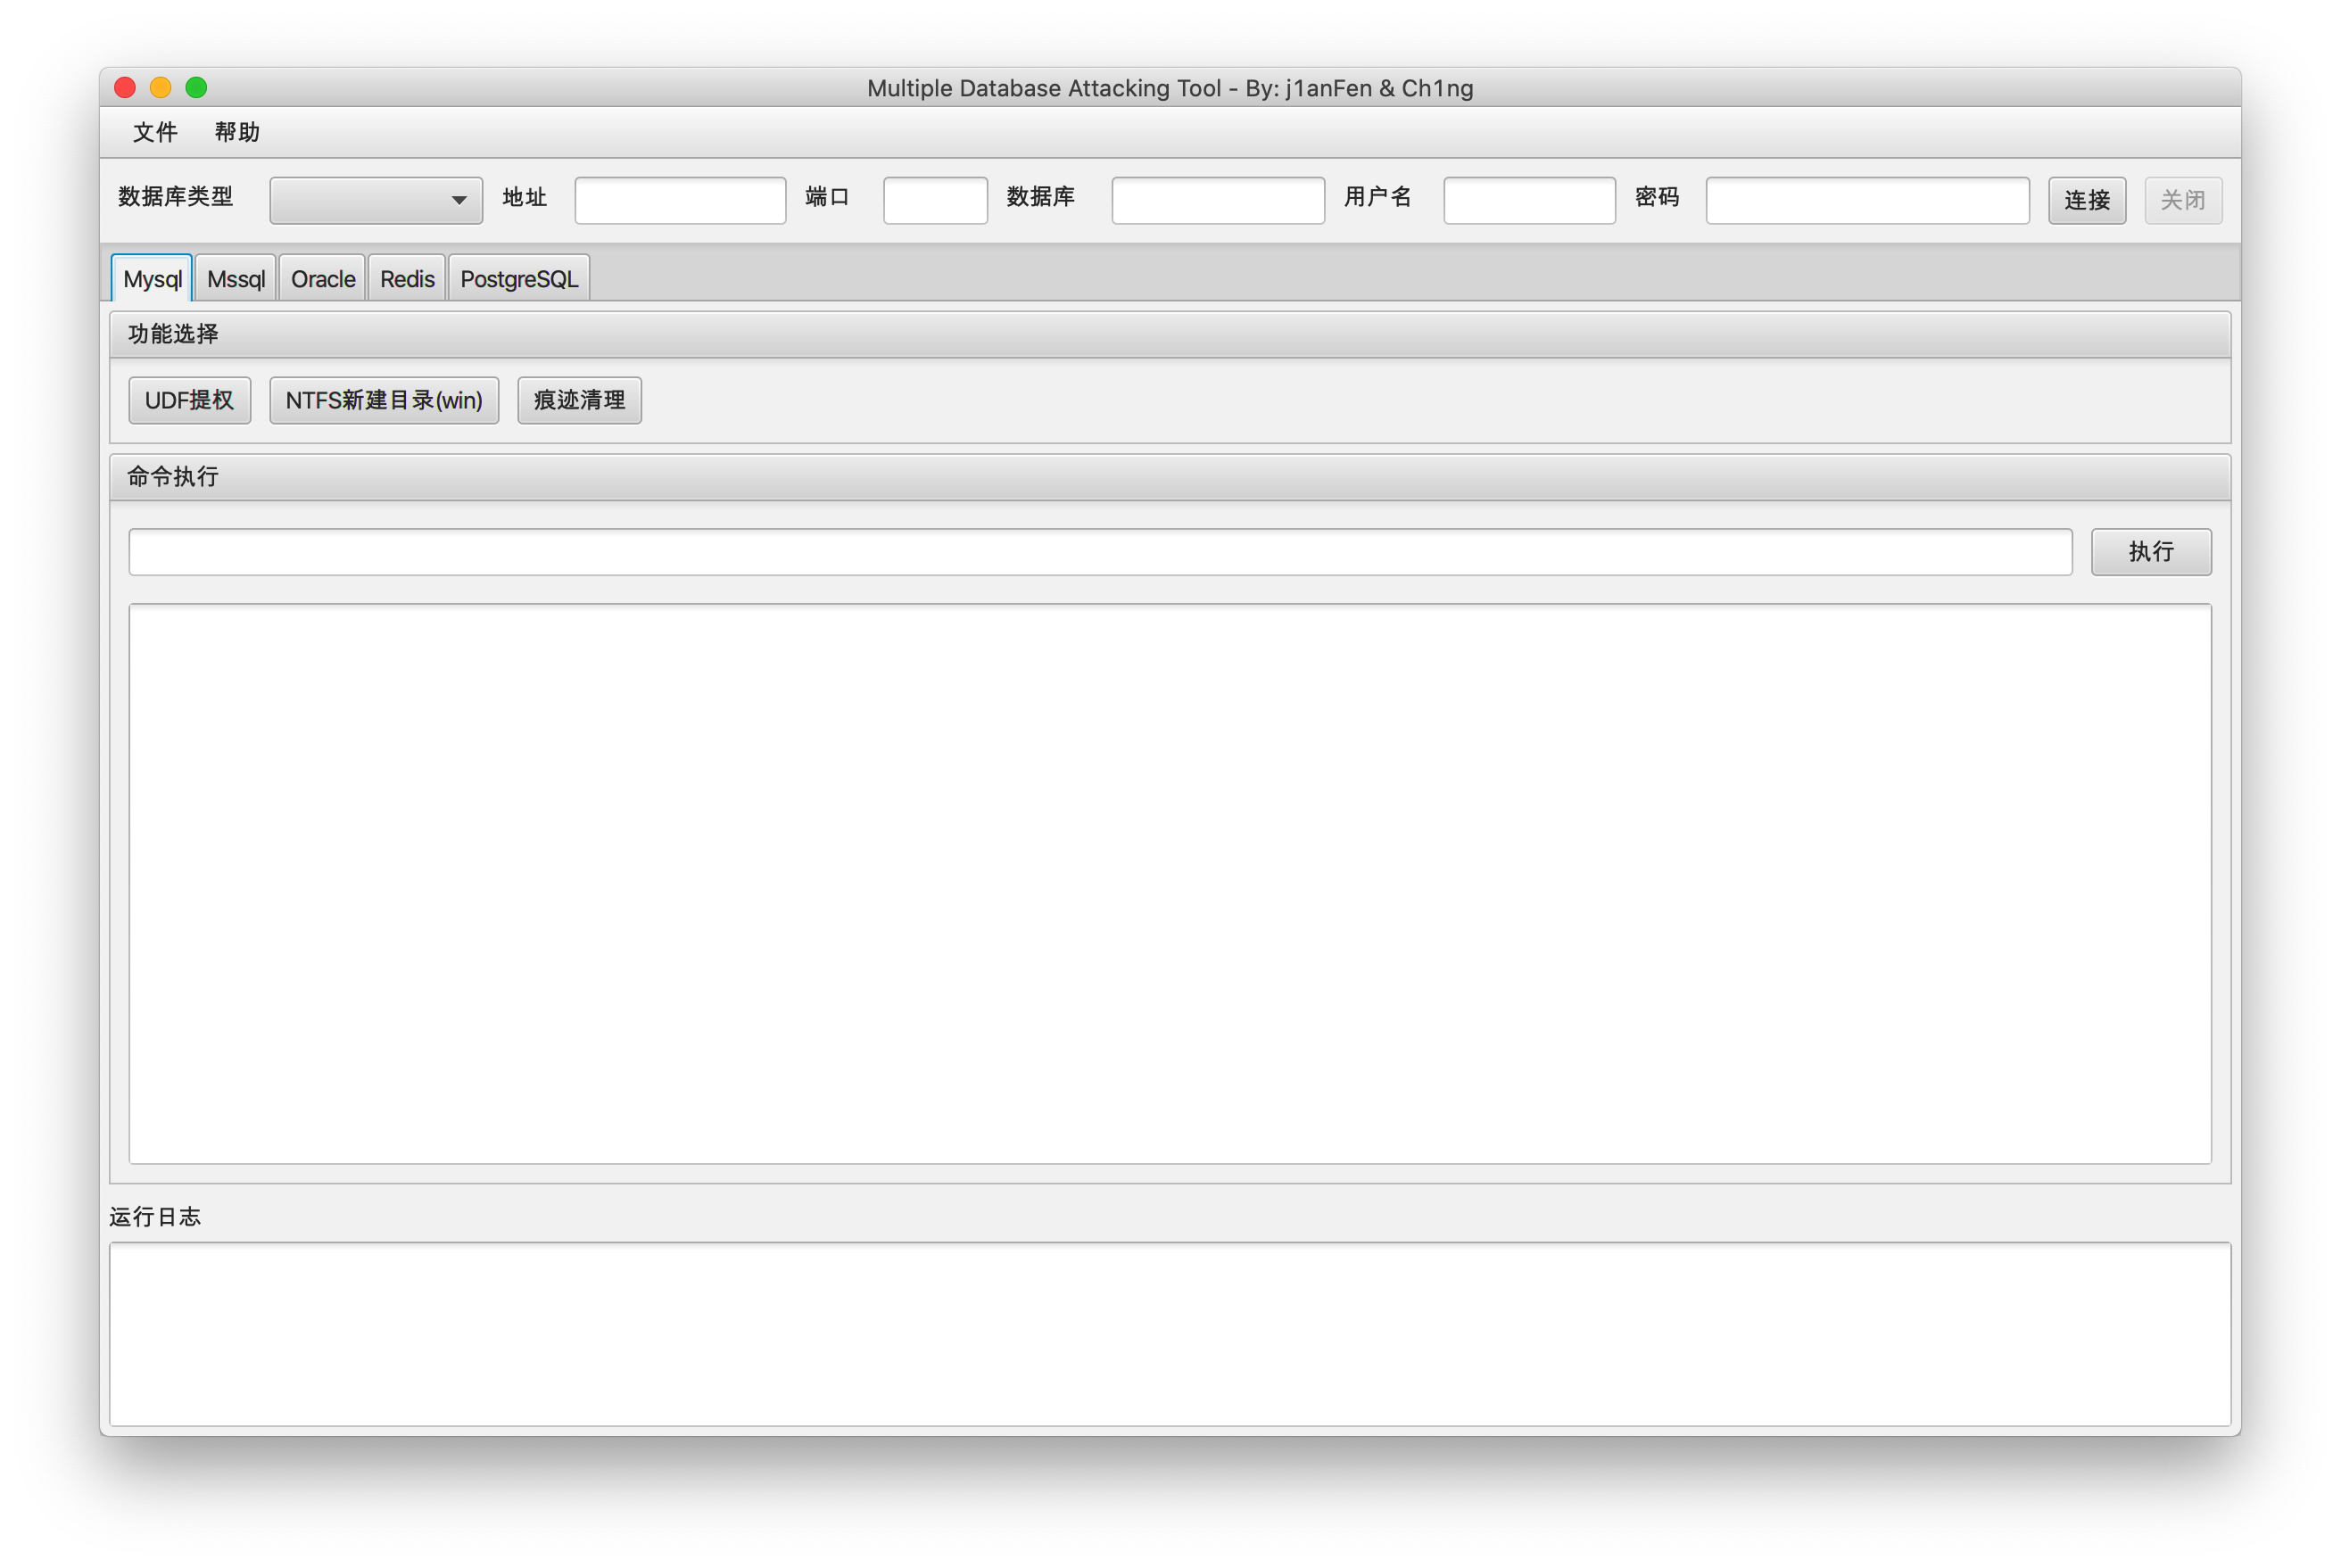 Multiple Database Attacking Tool - By: j1anFen & Ch1ng
文件 帮助
数据库类型 地址 端口 数据库 用户名 密码 连接 关闭
Mysql Mssql Oracle Redis PostgreSQL
功能选择
UDF提权 NTFS新建目录(win) 痕迹清理
命令执行
执行
运行日志